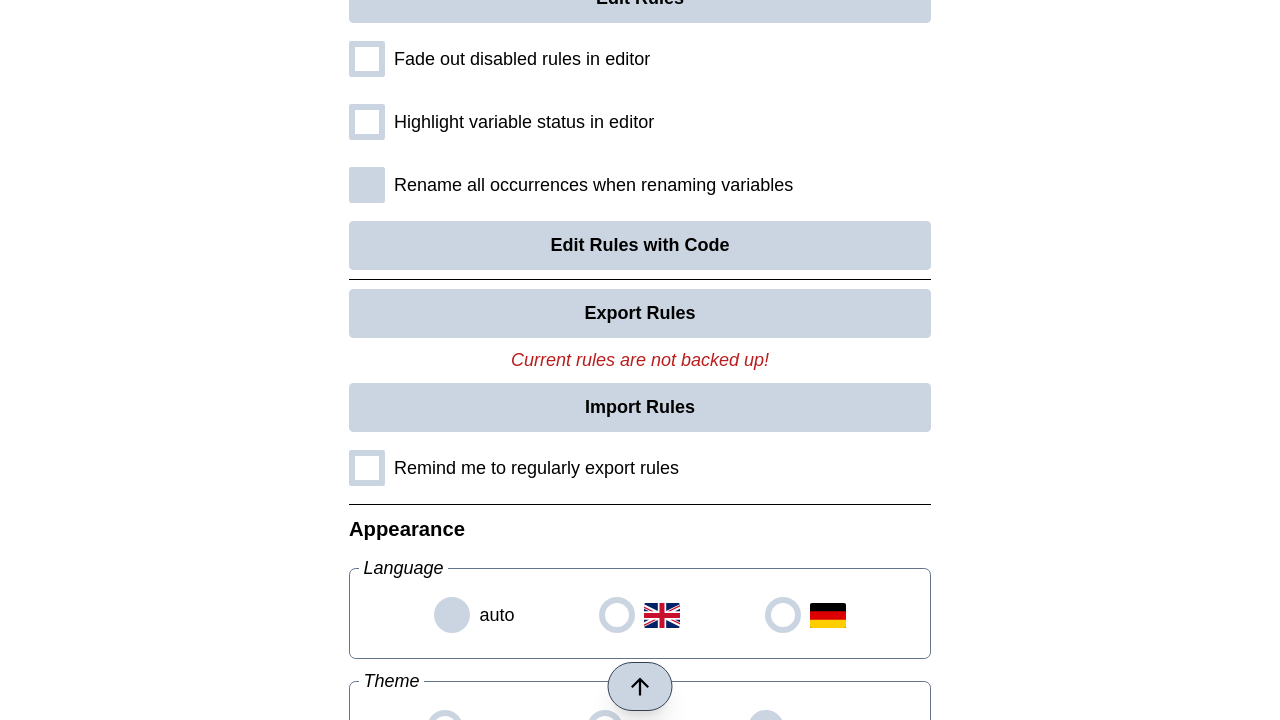 Edit Rules
Fade out disabled rules in editor
Highlight variable status in editor
Rename all occurrences when renaming variables
Edit Rules with Code
Export Rules
Current rules are not backed up!
Import Rules
Remind me to regularly export rules
Appearance
Language
auto
Theme